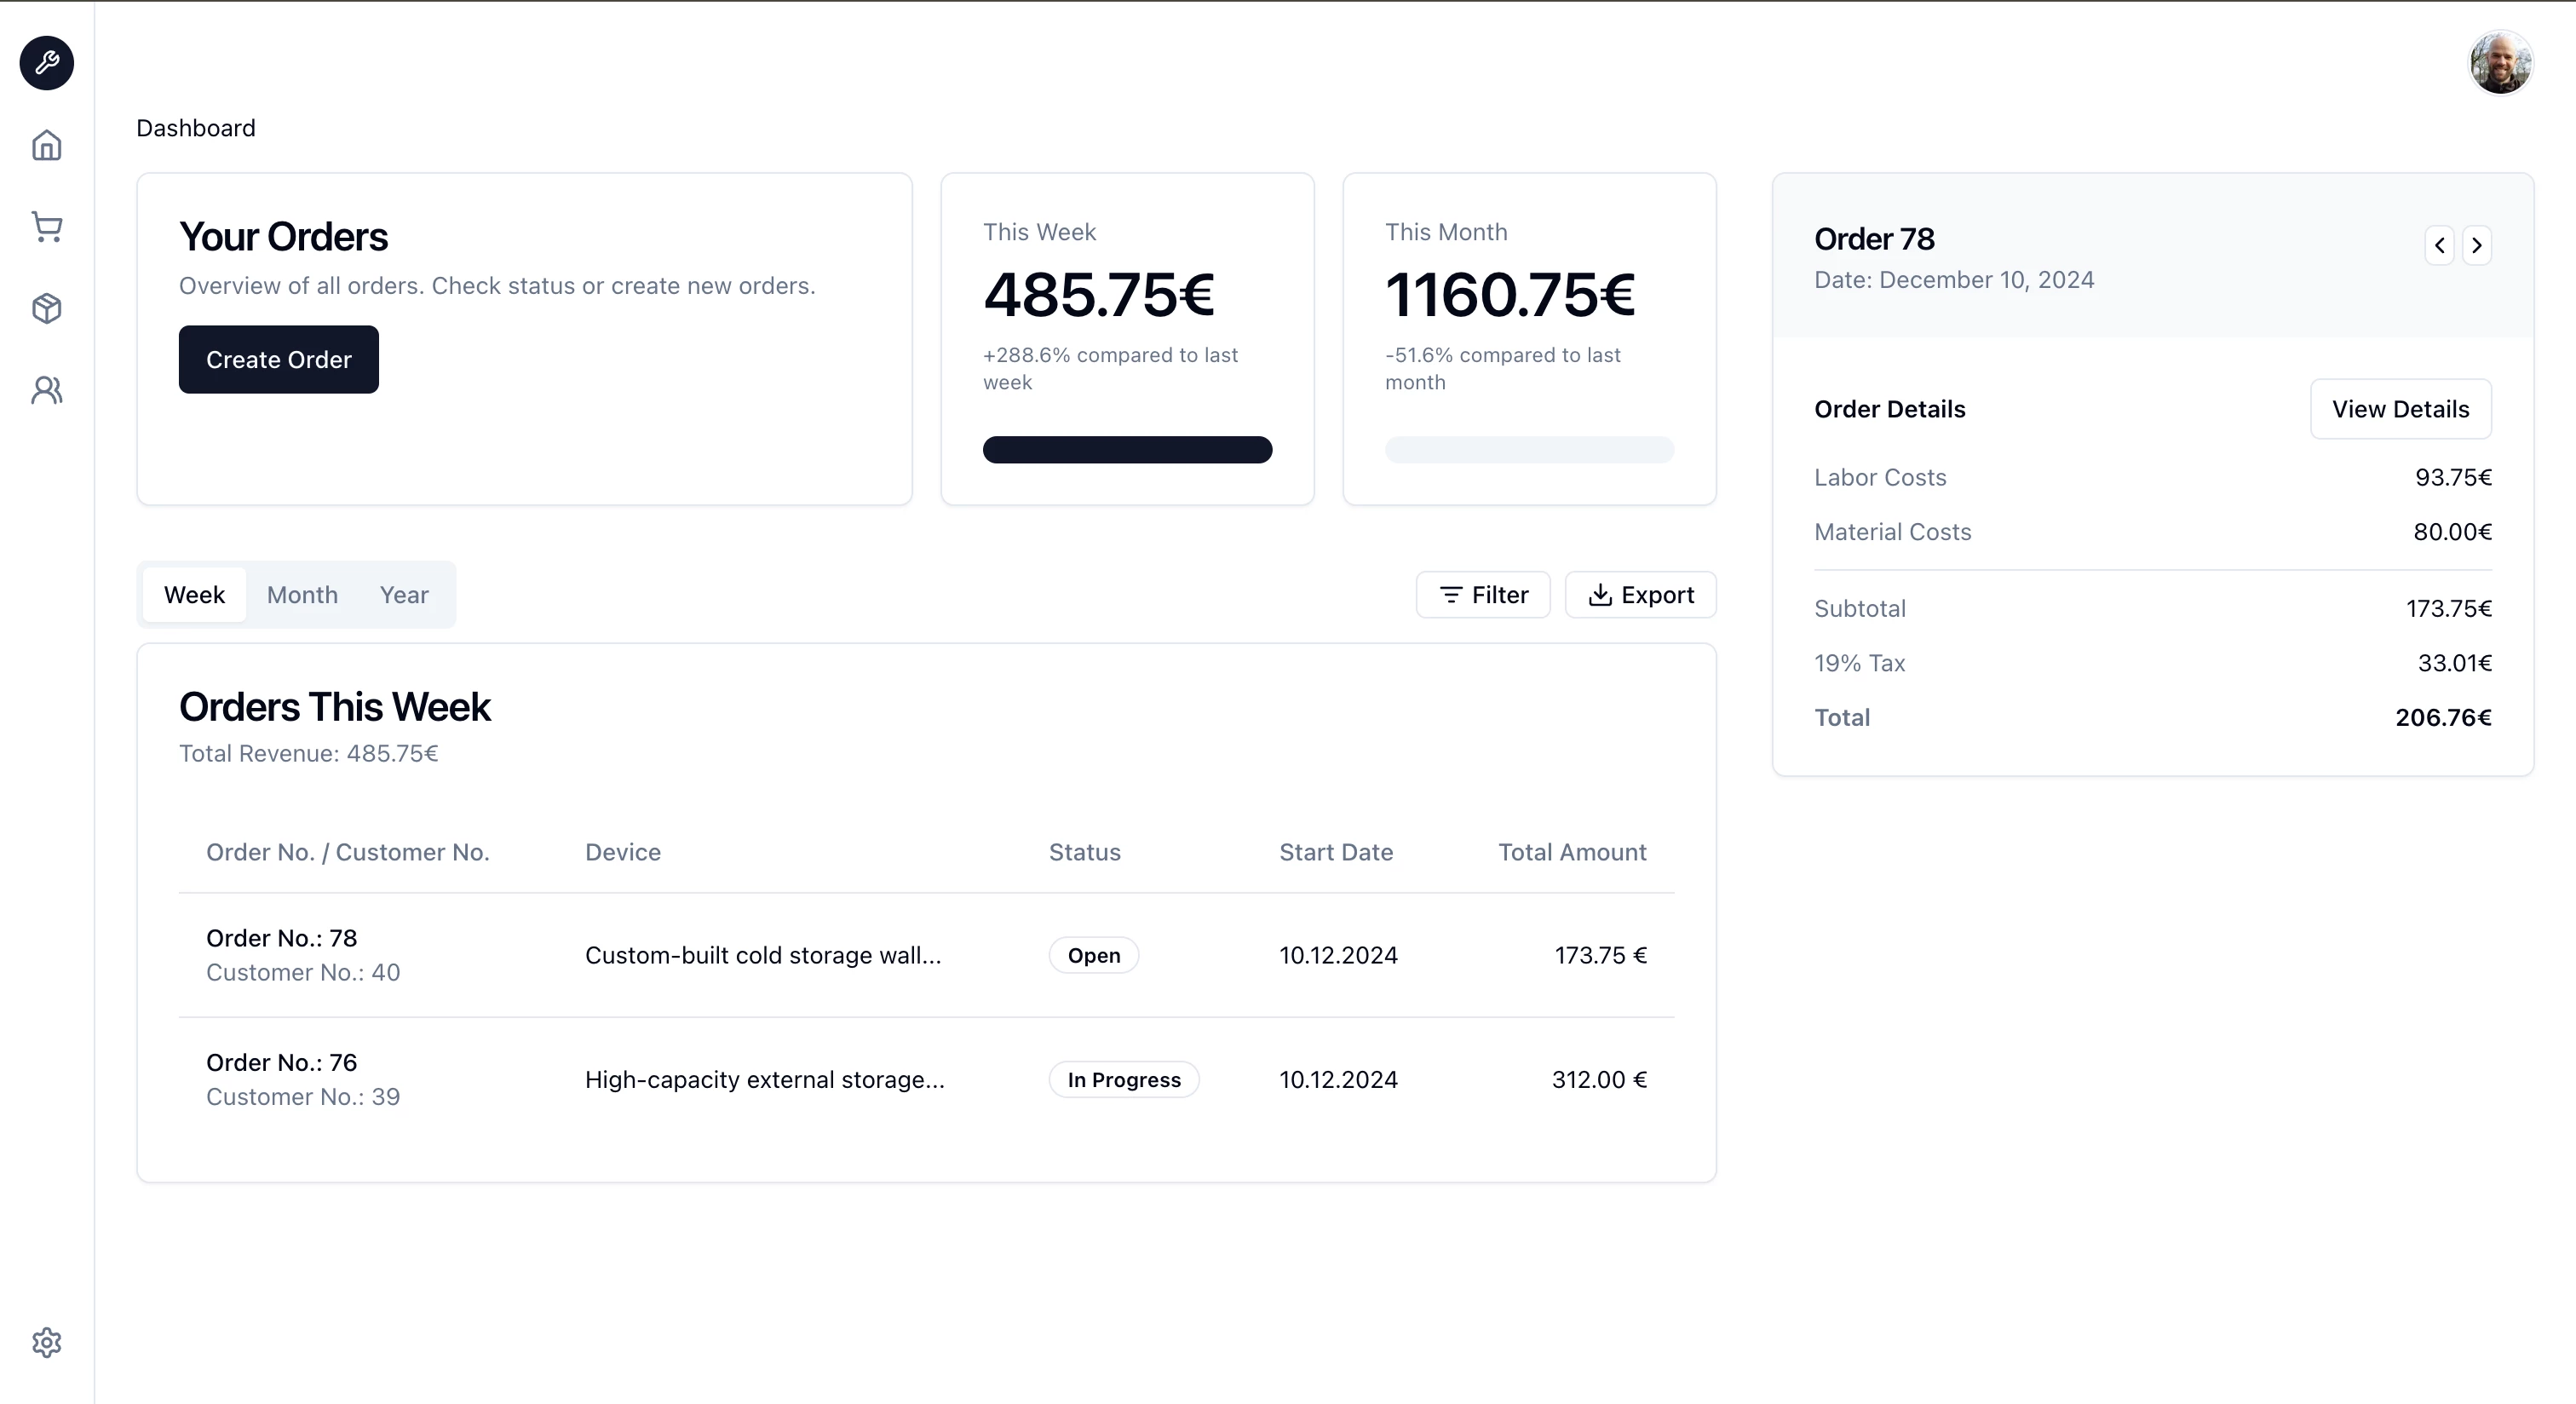 Dashboard
Your Orders
Overview of all orders. Check status or create new orders.
Create Order
This Week
485.75€
+288.6% compared to last
week
This Month
1160.75€
-51.6% compared to last
month
Week Month Year
Filter Export
Orders This Week
Total Revenue: 485.75€
Order No. / Customer No. Device Status Start Date Total Amount
Order No.: 78
Customer No.: 40
Custom-built cold storage wall... Open 10.12.2024 173.75 €
Order No.: 76
Customer No.: 39
High-capacity external storage... In Progress 10.12.2024 312.00 €
Order 78
Date: December 10, 2024
Order Details View Details
Labor Costs 93.75€
Material Costs 80.00€
Subtotal 173.75€
19% Tax 33.01€
Total 206.76€